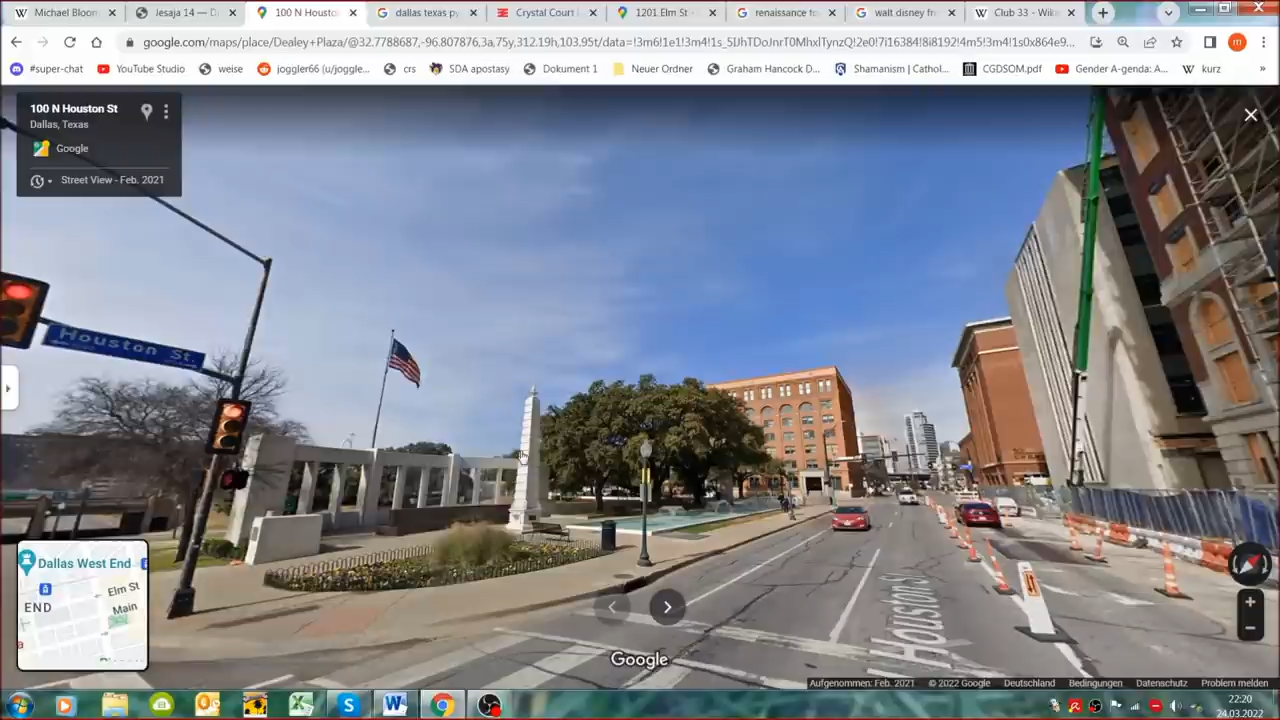 Michael Bloom
Jesaja 14 — D
100 N Housto
dallas texas py
Crystal Court I
1201 Elm St -
renaissance to
walt disney fr
Club 33 - Wike
google.com/maps/place/Dealey+Plaza/@32.7788687,-96.807876,3a,75y,312.1h,103.95t/data=!3m6!1e1!3m4!1s_5IJhTDoJnrT0MhxlTynzQ!2e0!7i16384!8i8192!4m5!3m4!1s0x864e9...
#super-chat
YouTube Studio
weise
joggler66 (u/joggle...
crs
SDA apostasy
Dokument 1
Neuer Ordner
Graham Hancock D...
Shamanism | Cathol...
CGDSOM.pdf
Gender A-genda: A...
kurz
100 N Houston St
Dallas, Texas
Google
Street View - Feb. 2021
Houston St.
Dallas West End
END
Elm St
Main
Houston St
Google
Aufgenommen: Feb. 2021
© 2022 Google
Deutschland
Bedingungen
Datenschutz
Problem melden
22:20
24.03.2022